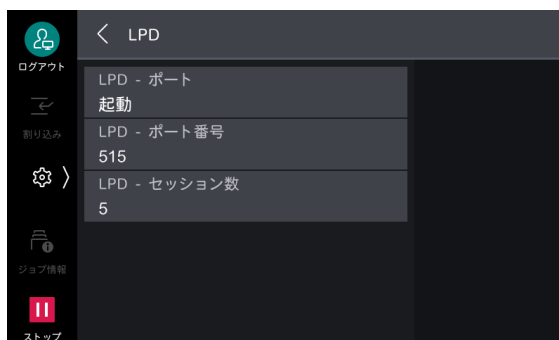 LPD
ログアウト
LPD - ポート
起動
割り込み
LPD - ポート番号
515
LPD - セッション数
5
ジョブ情報
ストップ